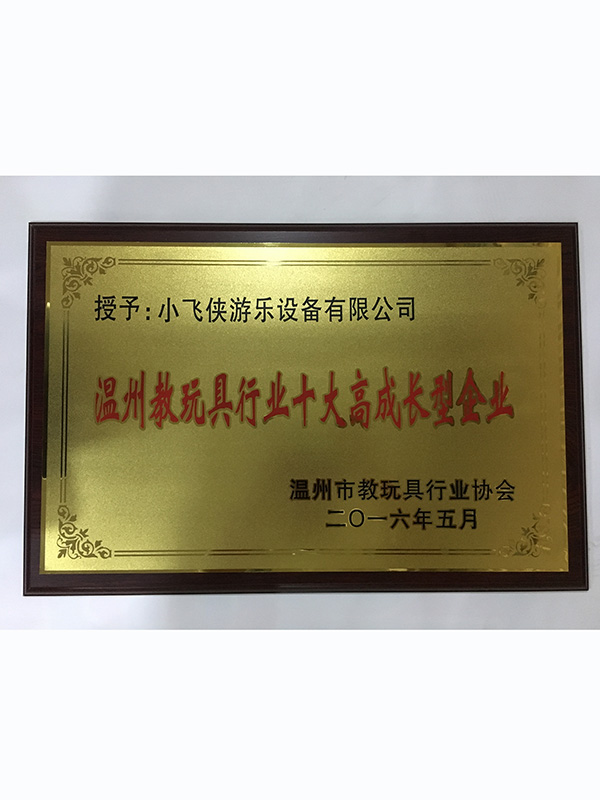 授予：小飞侠游乐设备有限公司
温州教玩具行业十大高成长型企业
温州市教玩具行业协会
二〇一六年五月